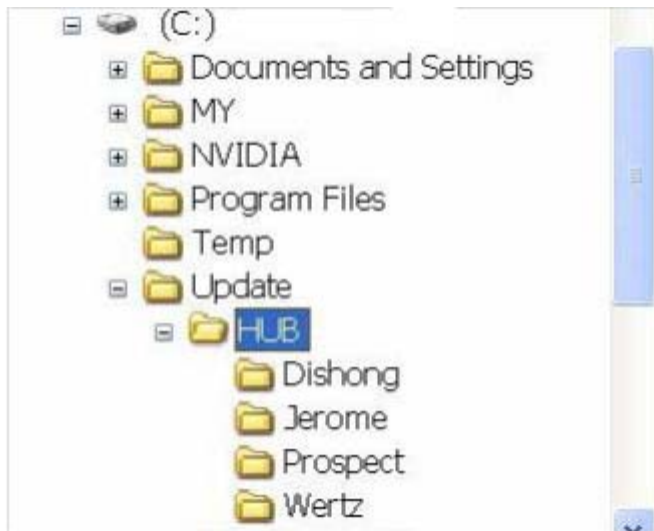 (C:)
Documents and Settings
MY
NVIDIA
Program Files
Temp
Update
HUB
Dishong
Jerome
Prospect
Wertz